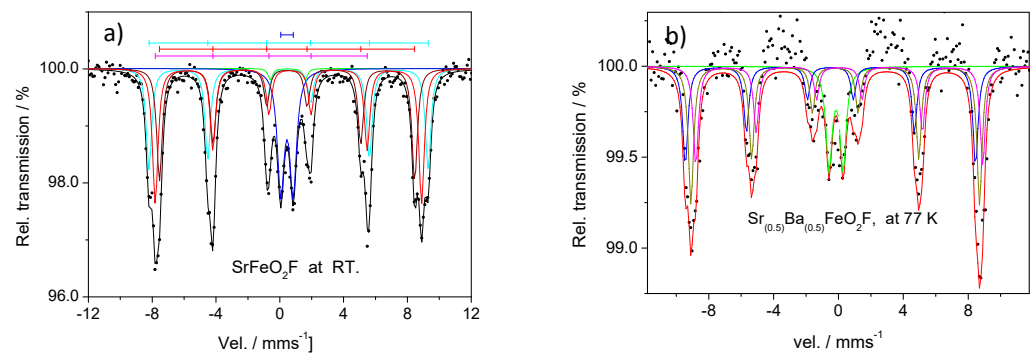 a)
100.0
98.0
96.0
Rel. transmission / %
SrFeO₂F at RT.
-12 -8 -4 0 4 8 12
Vel. / mms⁻¹]
b)
100.0
99.5
99.0
Rel. transmission / %
Sr₍₀.₅₎Ba₍₀.₅₎FeO₂F, at 77 K
-8 -4 0 4 8
vel. / mms⁻¹